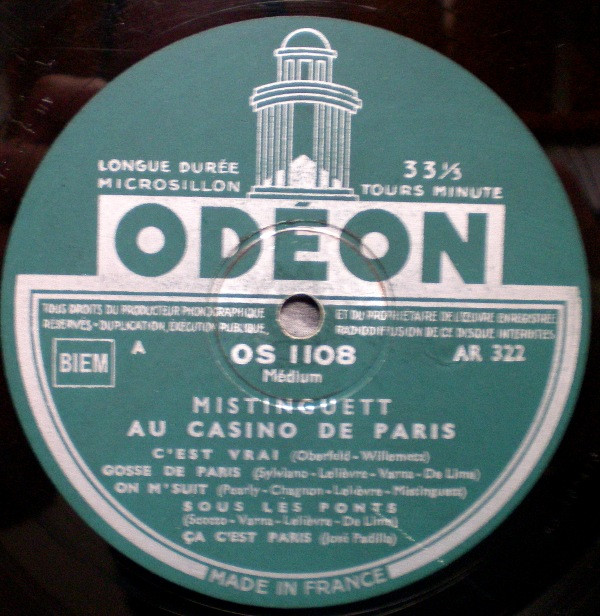 LONGUE DURÉE
MICROSILLON
33 1/3
TOURS MINUTE
ODÉON
TOUS DROITS DU PRODUCTEUR PHONOGRAPHIQUE
ET DU PROPRIÉTAIRE DE L'ŒUVRE ENREGISTRÉE
RÉSERVÉS • DUPLICATION, EXÉCUTION PUBLIQUE,
RADIODIFFUSION DE CE DISQUE INTERDITES
BIEM
A
OS 1108
AR 322
Médium
MISTINGUETT
AU CASINO DE PARIS
C'EST VRAI (Oberfeld - Willemetz)
GOSSE DE PARIS (Sylviano - Lelièvre - Varna - De Lima)
ON M'SUIT (Pearly - Chagnon - Lelièvre - Mistinguett)
SOUS LES PONTS
(Scotto - Varna - Lelièvre - De Lima)
ÇA C'EST PARIS (José Padilla)
MADE IN FRANCE